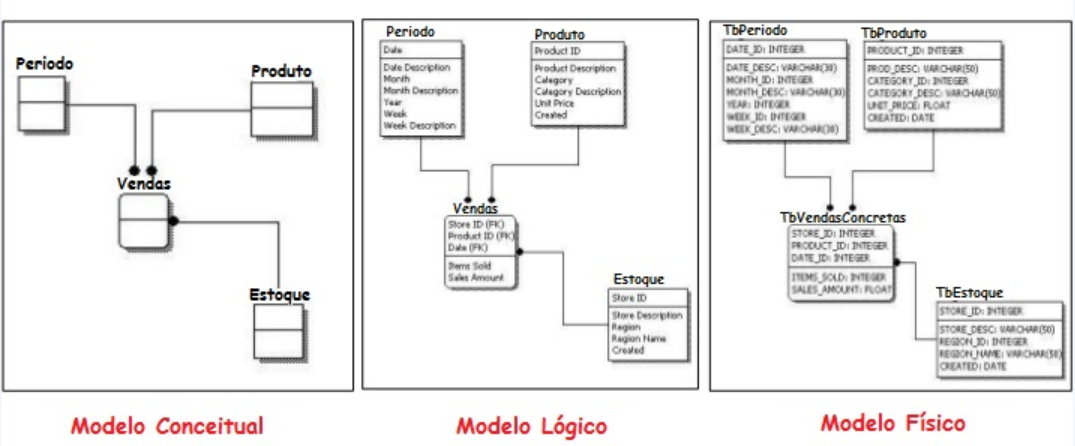 Periodo
Produto
Vendas
Estoque
Modelo Conceitual
Periodo
Date
Date Description
Month
Month Description
Year
Week
Week Description
Produto
Product ID
Product Description
Category
Category Description
Unit Price
Created
Vendas
Store ID (FK)
Product ID (FK)
Date (FK)
Items Sold
Sales Amount
Estoque
Store ID
Store Description
Region
Region Name
Created
Modelo Lógico
TbPeriodo
DATE_ID: INTEGER
DATE_DESC: VARCHAR(30)
MONTH_ID: INTEGER
MONTH_DESC: VARCHAR(30)
YEAR: INTEGER
WEEK_ID: INTEGER
WEEK_DESC: VARCHAR(30)
TbProduto
PRODUCT_ID: INTEGER
PROD_DESC: VARCHAR(50)
CATEGORY_ID: INTEGER
CATEGORY_DESC: VARCHAR(50)
UNIT_PRICE: FLOAT
CREATED: DATE
TbVendasConcretas
STORE_ID: INTEGER
PRODUCT_ID: INTEGER
DATE_ID: INTEGER
ITEMS_SOLD: INTEGER
SALES_AMOUNT: FLOAT
TbEstoque
STORE_ID: INTEGER
STORE_DESC: VARCHAR(50)
REGION_ID: INTEGER
REGION_NAME: VARCHAR(50)
CREATED: DATE
Modelo Físico